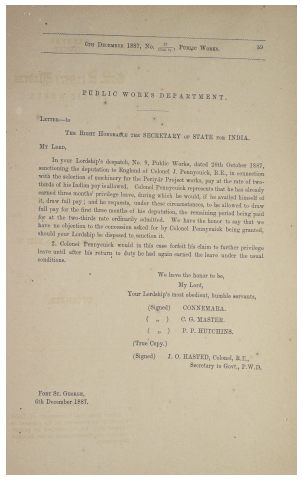 6TH DECEMBER 1887, No. PUBLIC WORKS. 59
PUBLIC WORKS DEPARTMENT.
LETTER—to
THE RIGHT HONORABLE THE SECRETARY OF STATE FOR INDIA.
MY LORD,
In your Lordship's despatch, No. 9, Public Works, dated 20th October 1887,
sanctioning the deputation to England of Colonel J. Pennycuick, R.E., in connection
with the selection of machinery for the Periyár Project works, pay at the rate of two-
thirds of his Indian pay is allowed. Colonel Pennycuick represents that he has already
earned three months' privilege leave, during which he would, if he availed himself of
it, draw full pay; and he requests, under these circumstances, to be allowed to draw
full pay for the first three months of his deputation, the remaining period being paid
for at the two-thirds rate ordinarily admitted. We have the honor to say that we
have no objection to the concession asked for by Colonel Pennycuick being granted,
should your Lordship be disposed to sanction it.
2. Colonel Pennycuick would in this case forfeit his claim to further privilege
leave until after his return to duty he had again earned the leave under the usual
conditions.
We have the honor to be,
My Lord,
Your Lordship's most obedient, humble servants,
(Signed) CONNEMARA.
( „ ) C. G. MASTER.
( „ ) P. P. HUTCHINS.
(True Copy.)
(Signed) J. O. HASTED, Colonel, R.E.,
Secretary to Govt., P.W.D.
FORT ST. GEORGE,
6th December 1887.